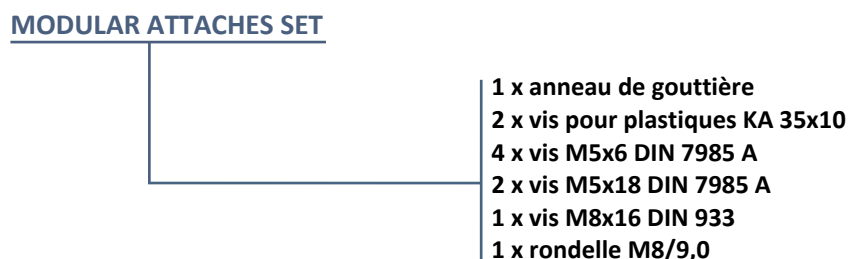 MODULAR ATTACHES SET
1 x anneau de gouttière
2 x vis pour plastiques KA 35x10
4 x vis M5x6 DIN 7985 A
2 x vis M5x18 DIN 7985 A
1 x vis M8x16 DIN 933
1 x rondelle M8/9,0